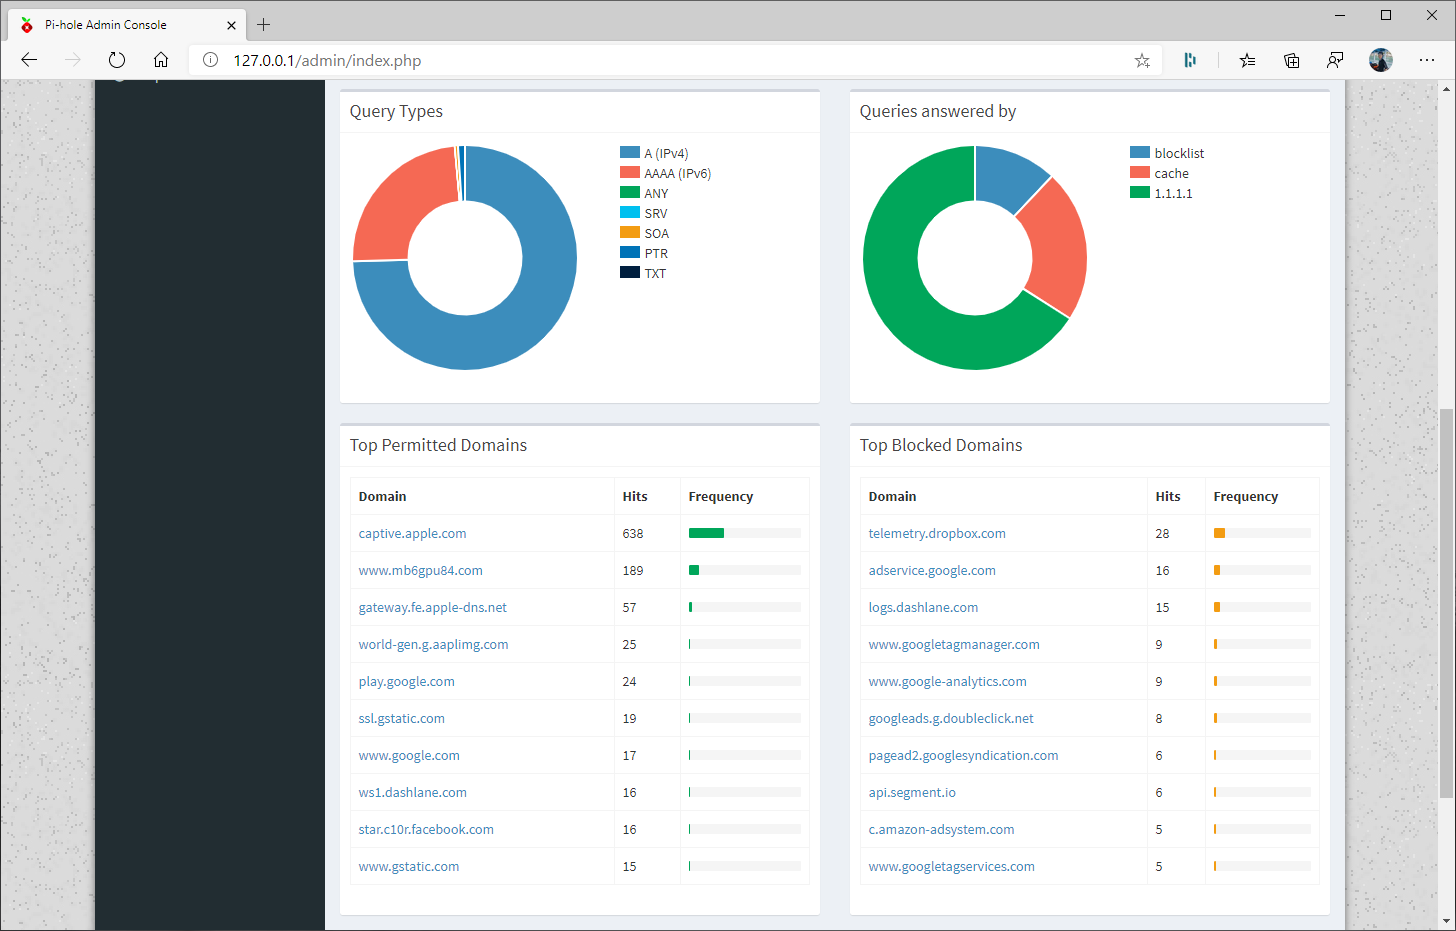 Pi-hole Admin Console
127.0.0.1/admin/index.php
Query Types
A (IPv4)
AAAA (IPv6)
ANY
SRV
SOA
PTR
TXT
Queries answered by
blocklist
cache
1.1.1.1
Top Permitted Domains
Domain Hits Frequency
captive.apple.com 638
www.mb6gpu84.com 189
gateway.fe.apple-dns.net 57
world-gen.g.aaplimg.com 25
play.google.com 24
ssl.gstatic.com 19
www.google.com 17
ws1.dashlane.com 16
star.c10r.facebook.com 16
www.gstatic.com 15
Top Blocked Domains
Domain Hits Frequency
telemetry.dropbox.com 28
adservice.google.com 16
logs.dashlane.com 15
www.googletagmanager.com 9
www.google-analytics.com 9
googleads.g.doubleclick.net 8
pagead2.googlesyndication.com 6
api.segment.io 6
c.amazon-adsystem.com 5
www.googletagservices.com 5